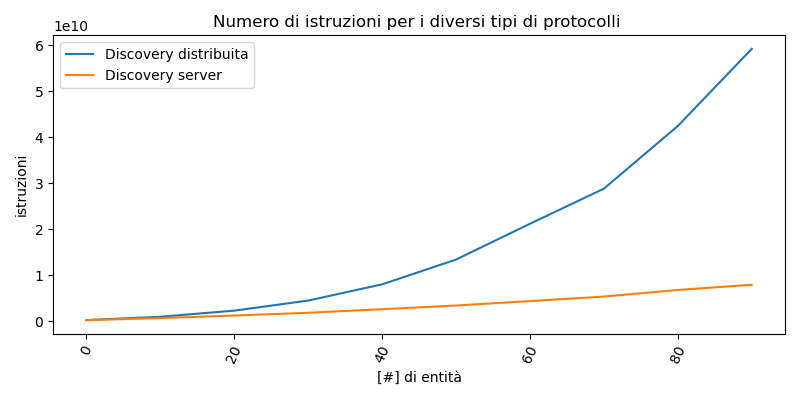 Numero di istruzioni per i diversi tipi di protocolli
1e10
Discovery distribuita
Discovery server
6
5
4
3
2
1
0
istruzioni
0
20
40
60
80
[#] di entità